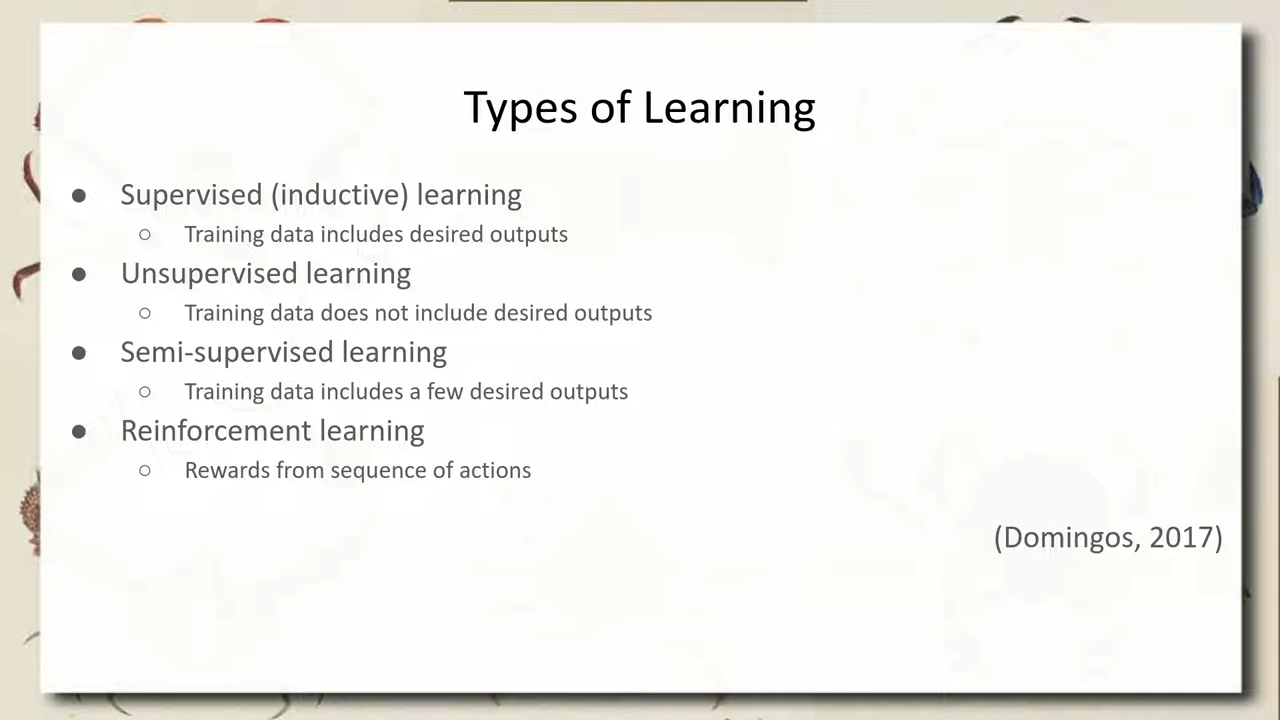 Types of Learning
● Supervised (inductive) learning
○ Training data includes desired outputs
● Unsupervised learning
○ Training data does not include desired outputs
● Semi-supervised learning
○ Training data includes a few desired outputs
● Reinforcement learning
○ Rewards from sequence of actions
(Domingos, 2017)